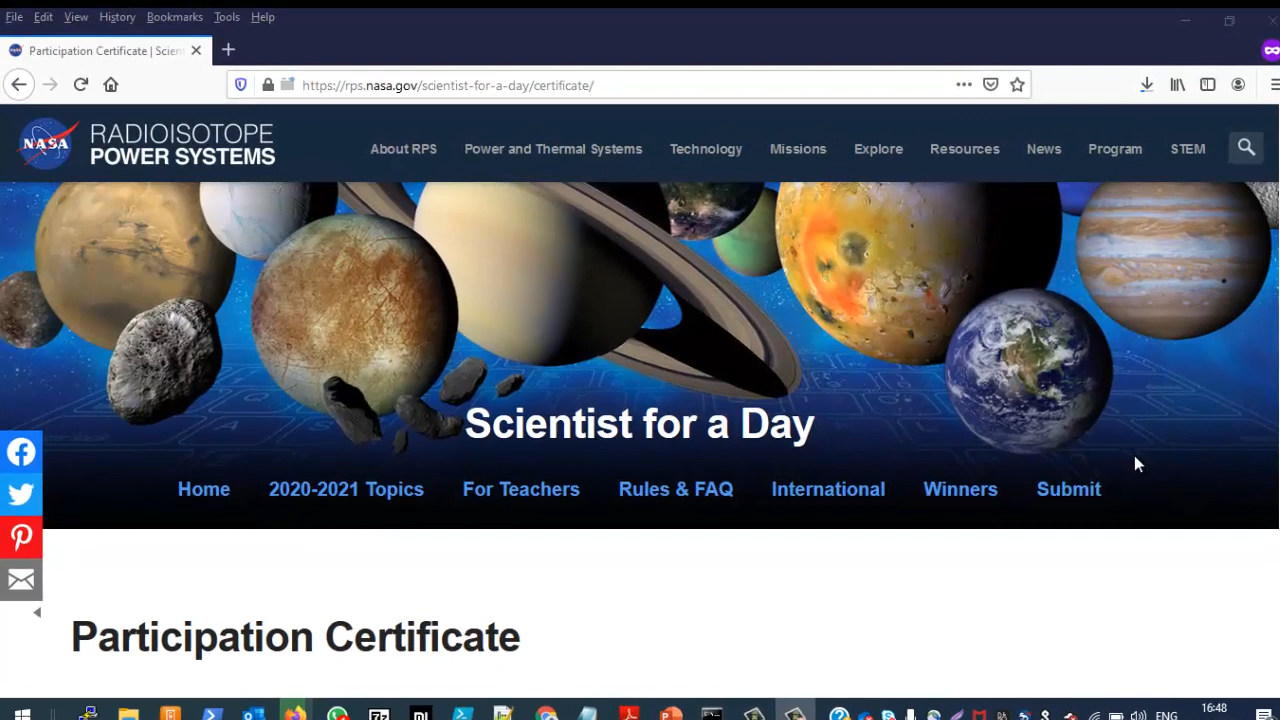 File Edit View History Bookmarks Tools Help
Participation Certificate | Scien
https://rps.nasa.gov/scientist-for-a-day/certificate/
NASA
RADIOISOTOPE
POWER SYSTEMS
About RPS Power and Thermal Systems Technology Missions Explore Resources News Program STEM
Scientist for a Day
Home 2020-2021 Topics For Teachers Rules & FAQ International Winners Submit
Participation Certificate
ENG
16:48